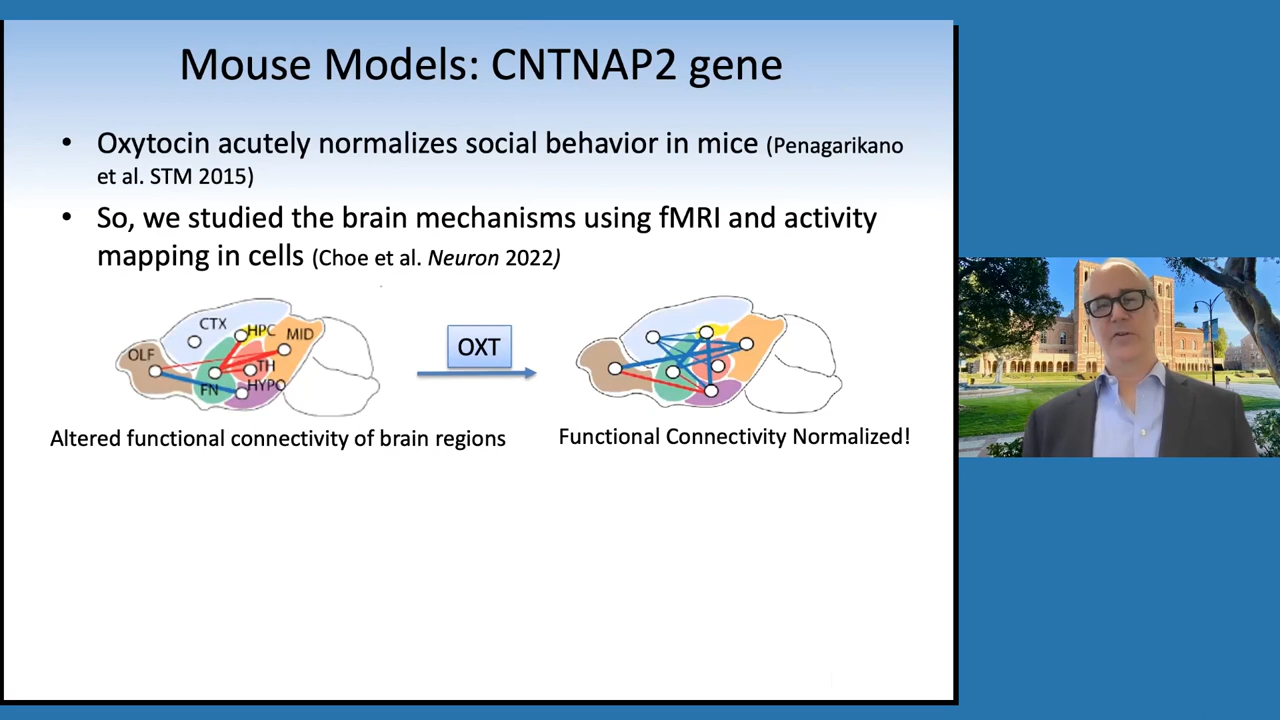 Mouse Models: CNTNAP2 gene
• Oxytocin acutely normalizes social behavior in mice (Penagarikano
et al. STM 2015)
• So, we studied the brain mechanisms using fMRI and activity
mapping in cells (Choe et al. Neuron 2022)
CTX
HPC
MID
OLF
TH
FN
HYPO
OXT
Altered functional connectivity of brain regions
Functional Connectivity Normalized!